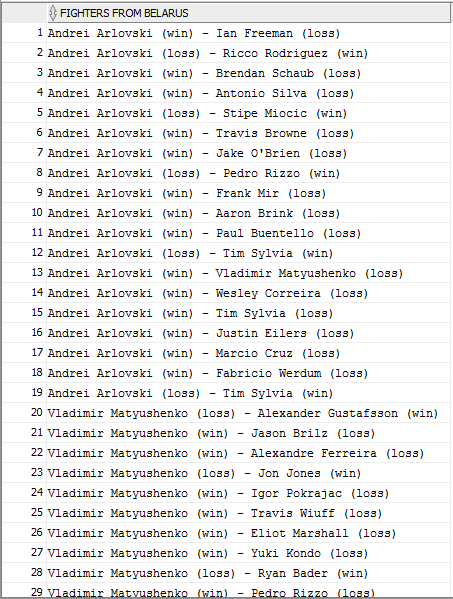 FIGHTERS FROM BELARUS
1 Andrei Arlovski (win) - Ian Freeman (loss)
2 Andrei Arlovski (loss) - Ricco Rodriguez (win)
3 Andrei Arlovski (win) - Brendan Schaub (loss)
4 Andrei Arlovski (win) - Antonio Silva (loss)
5 Andrei Arlovski (loss) - Stipe Miocic (win)
6 Andrei Arlovski (win) - Travis Browne (loss)
7 Andrei Arlovski (win) - Jake O'Brien (loss)
8 Andrei Arlovski (loss) - Pedro Rizzo (win)
9 Andrei Arlovski (win) - Frank Mir (loss)
10 Andrei Arlovski (win) - Aaron Brink (loss)
11 Andrei Arlovski (win) - Paul Buentello (loss)
12 Andrei Arlovski (loss) - Tim Sylvia (win)
13 Andrei Arlovski (win) - Vladimir Matyushenko (loss)
14 Andrei Arlovski (win) - Wesley Correira (loss)
15 Andrei Arlovski (win) - Tim Sylvia (loss)
16 Andrei Arlovski (win) - Justin Eilers (loss)
17 Andrei Arlovski (win) - Marcio Cruz (loss)
18 Andrei Arlovski (win) - Fabricio Werdum (loss)
19 Andrei Arlovski (loss) - Tim Sylvia (win)
20 Vladimir Matyushenko (loss) - Alexander Gustafsson (win)
21 Vladimir Matyushenko (win) - Jason Brilz (loss)
22 Vladimir Matyushenko (win) - Alexandre Ferreira (loss)
23 Vladimir Matyushenko (loss) - Jon Jones (win)
24 Vladimir Matyushenko (win) - Igor Pokrajac (loss)
25 Vladimir Matyushenko (win) - Travis Wiuff (loss)
26 Vladimir Matyushenko (win) - Eliot Marshall (loss)
27 Vladimir Matyushenko (win) - Yuki Kondo (loss)
28 Vladimir Matyushenko (loss) - Ryan Bader (win)
29 Vladimir Matyushenko (win) - Pedro Rizzo (loss)